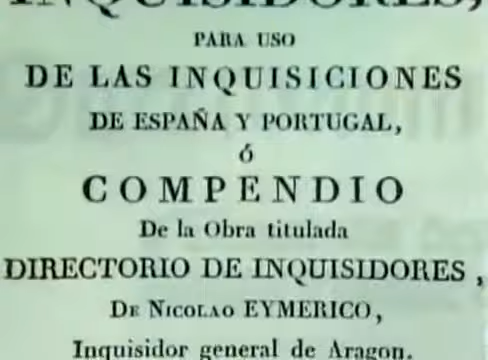 INQUISIDORES,
PARA USO
DE LAS INQUISICIONES
DE ESPAÑA Y PORTUGAL,
ó
COMPENDIO
De la Obra titulada
DIRECTORIO DE INQUISIDORES,
DE NICOLAO EYMERICO,
Inquisidor general de Aragon.